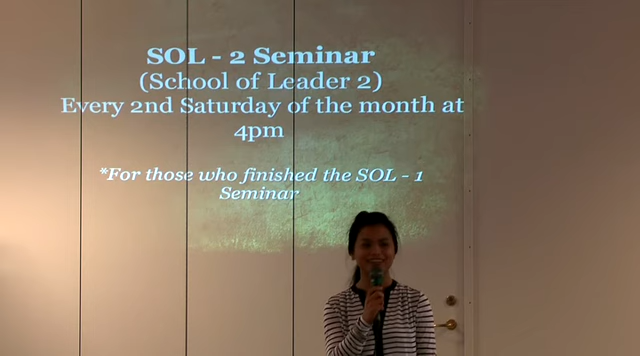 SOL - 2 Seminar
(School of Leader 2)
Every 2nd Saturday of the month at
4pm
*For those who finished the SOL - 1
Seminar